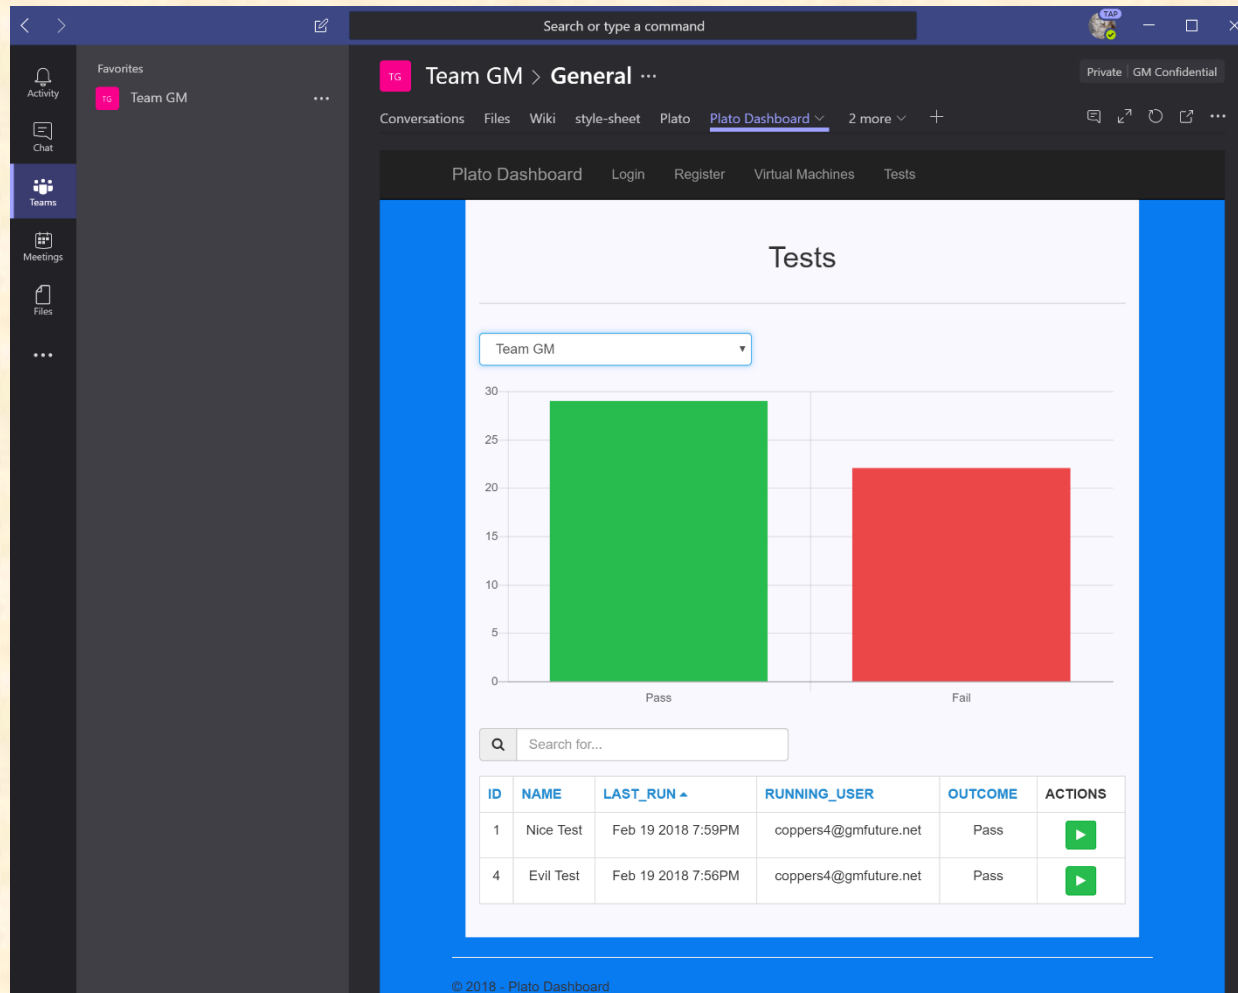 Search or type a command
TAP
Activity
Chat
Teams
Meetings
Files
Favorites
TG Team GM
TG Team GM > General
Private | GM Confidential
Conversations Files Wiki style-sheet Plato Plato Dashboard 2 more
Plato Dashboard Login Register Virtual Machines Tests
Tests
Team GM
30
25
20
15
10
5
0
Pass Fail
Search for...
ID NAME LAST_RUN RUNNING_USER OUTCOME ACTIONS
1 Nice Test Feb 19 2018 7:59PM coppers4@gmfuture.net Pass
4 Evil Test Feb 19 2018 7:56PM coppers4@gmfuture.net Pass
© 2018 - Plato Dashboard